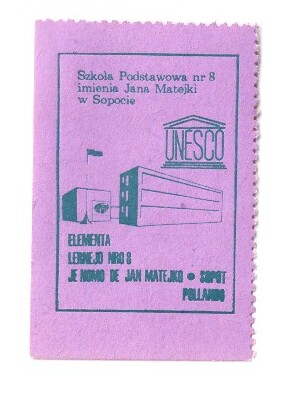 Szkoła Podstawowa nr 8
imienia Jana Matejki
w Sopocie
UNESCO
ELEMENTA
LERNEJO NRO 8
JE NOMO DE JAN MATEJKO • SOPOT
POLLANDO